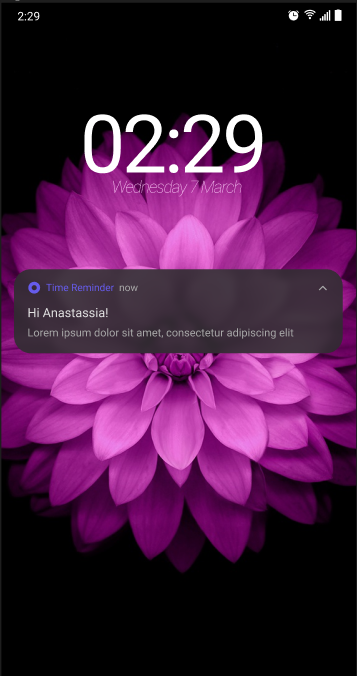 2:29
02:29
Wednesday 7 March
Time Reminder now
Hi Anastassia!
Lorem ipsum dolor sit amet, consectetur adipiscing elit